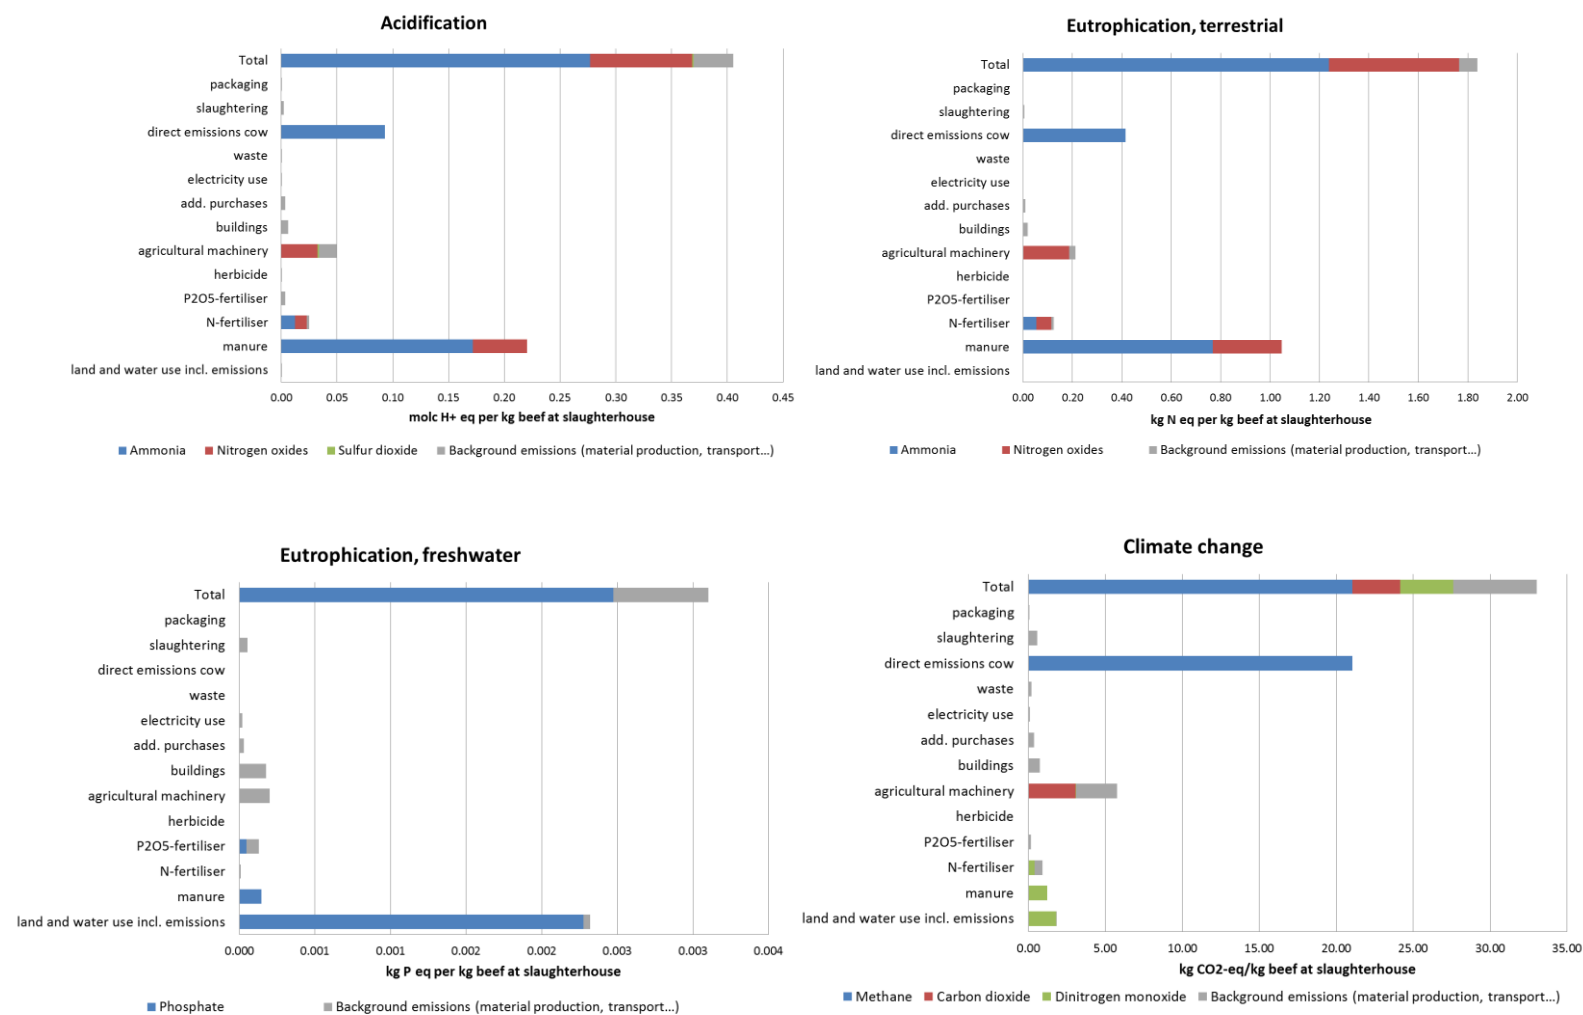 Acidification
Total
packaging
slaughtering
direct emissions cow
waste
electricity use
add. purchases
buildings
agricultural machinery
herbicide
P2O5-fertiliser
N-fertiliser
manure
land and water use incl. emissions
0.00 0.05 0.10 0.15 0.20 0.25 0.30 0.35 0.40 0.45
molc H+ eq per kg beef at slaughterhouse
Ammonia Nitrogen oxides Sulfur dioxide Background emissions (material production, transport...)
Eutrophication, terrestrial
Total
packaging
slaughtering
direct emissions cow
waste
electricity use
add. purchases
buildings
agricultural machinery
herbicide
P2O5-fertiliser
N-fertiliser
manure
land and water use incl. emissions
0.00 0.20 0.40 0.60 0.80 1.00 1.20 1.40 1.60 1.80 2.00
kg N eq per kg beef at slaughterhouse
Ammonia Nitrogen oxides Background emissions (material production, transport...)
Eutrophication, freshwater
Total
packaging
slaughtering
direct emissions cow
waste
electricity use
add. purchases
buildings
agricultural machinery
herbicide
P2O5-fertiliser
N-fertiliser
manure
land and water use incl. emissions
0.000 0.001 0.001 0.002 0.002 0.003 0.003 0.004
kg P eq per kg beef at slaughterhouse
Phosphate Background emissions (material production, transport...)
Climate change
Total
packaging
slaughtering
direct emissions cow
waste
electricity use
add. purchases
buildings
agricultural machinery
herbicide
P2O5-fertiliser
N-fertiliser
manure
land and water use incl. emissions
0.00 5.00 10.00 15.00 20.00 25.00 30.00 35.00
kg CO2-eq/kg beef at slaughterhouse
Methane Carbon dioxide Dinitrogen monoxide Background emissions (material production, transport...)